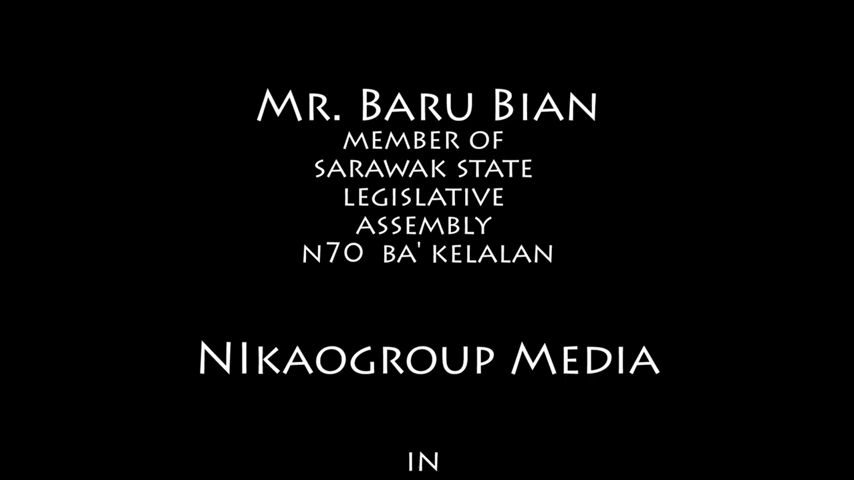 Mr. Baru Bian
member of
sarawak state
legislative
assembly
n70 ba' kelalan
NIkaogroup Media
in